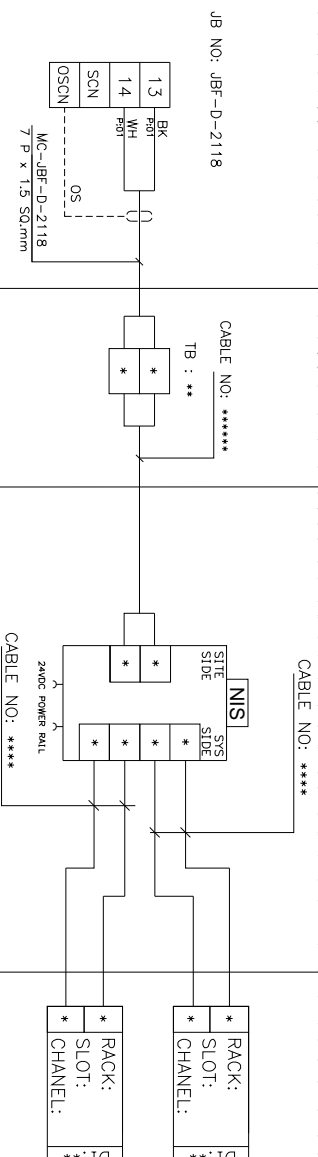 JB NO: JBF-D-2118
13
14
SCN
OSCN
BK
P:01
WH
P:01
OS
MC-JBF-D-2118
7 P x 1.5 SQ.mm
CABLE NO: ******
TB : **
*
*
CABLE NO: ****
NIS
SITE
SIDE
SYS
SIDE
*
*
*
*
*
*
24VDC POWER RAIL
CABLE NO: ****
*
*
RACK:
SLOT:
CHANEL:
*
*
RACK:
SLOT:
CHANEL: